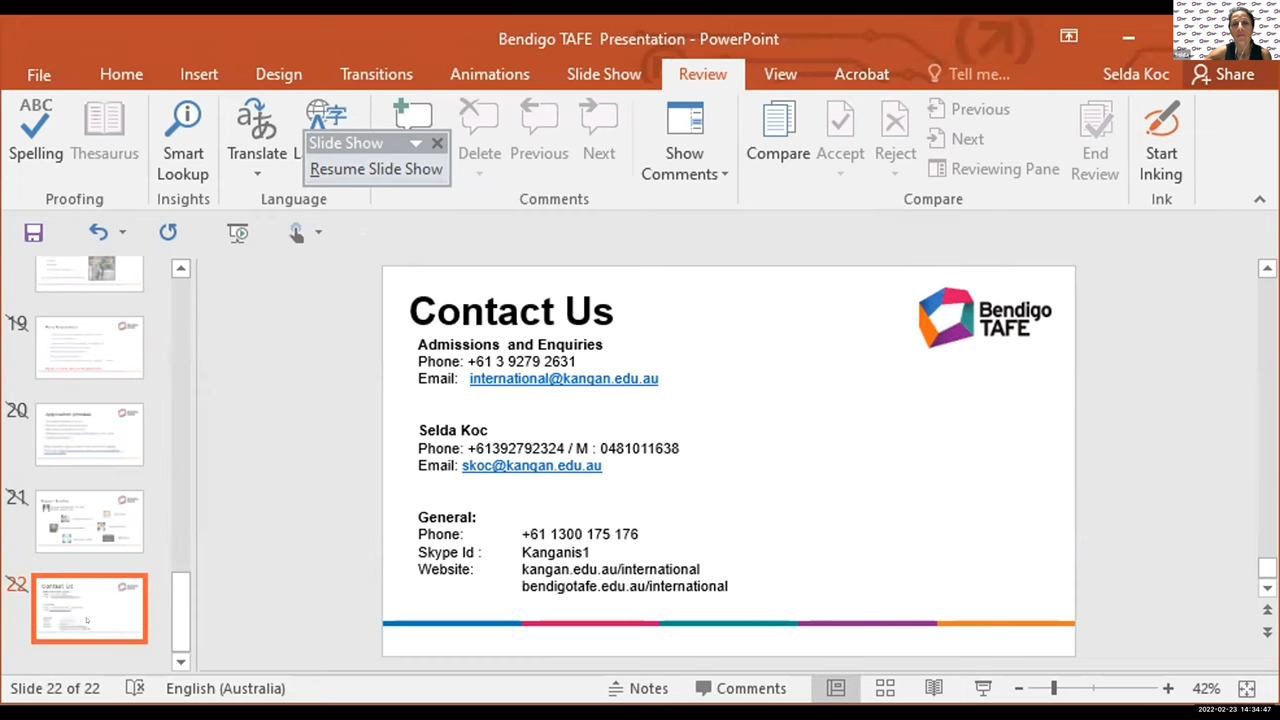 Bendigo TAFE  Presentation - PowerPoint
File Home Insert Design Transitions Animations Slide Show Review View Acrobat Tell me... Selda Koc Share
ABC
Spelling Thesaurus
Proofing
Smart Lookup
Insights
Translate
Language
Slide Show
Resume Slide Show
Delete Previous Next
Show Comments
Comments
Compare Accept Reject
Previous
Next
Reviewing Pane
Compare
End Review
Start Inking
Ink
19
20
21
22
Contact Us
Bendigo
TAFE
Admissions  and Enquiries
Phone: +61 3 9279 2631
Email:   international@kangan.edu.au
Selda Koc
Phone: +61392792324 / M : 0481011638
Email: skoc@kangan.edu.au
General:
Phone: +61 1300 175 176
Skype Id : Kanganis1
Website: kangan.edu.au/international
bendigotafe.edu.au/international
Slide 22 of 22 English (Australia) Notes Comments 42%
2022-02-23 14:34:47